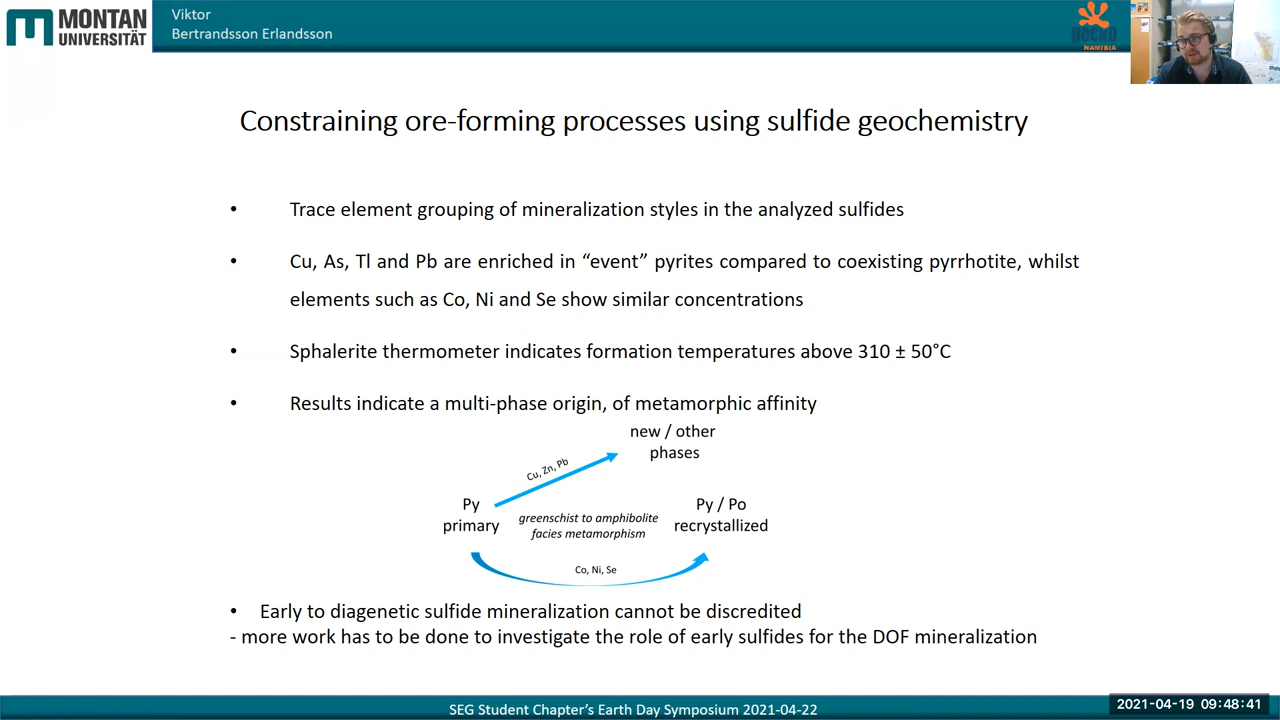 MONTAN
UNIVERSITÄT
Viktor
Bertrandsson Erlandsson
NAMIBIA
Constraining ore-forming processes using sulfide geochemistry
• Trace element grouping of mineralization styles in the analyzed sulfides
• Cu, As, Tl and Pb are enriched in “event” pyrites compared to coexisting pyrrhotite, whilst
elements such as Co, Ni and Se show similar concentrations
• Sphalerite thermometer indicates formation temperatures above 310 ± 50°C
• Results indicate a multi-phase origin, of metamorphic affinity
new / other
phases
Cu, Zn, Pb
Py
primary
greenschist to amphibolite
facies metamorphism
Py / Po
recrystallized
Co, Ni, Se
• Early to diagenetic sulfide mineralization cannot be discredited
- more work has to be done to investigate the role of early sulfides for the DOF mineralization
SEG Student Chapter’s Earth Day Symposium 2021-04-22
2021-04-19 09:48:41